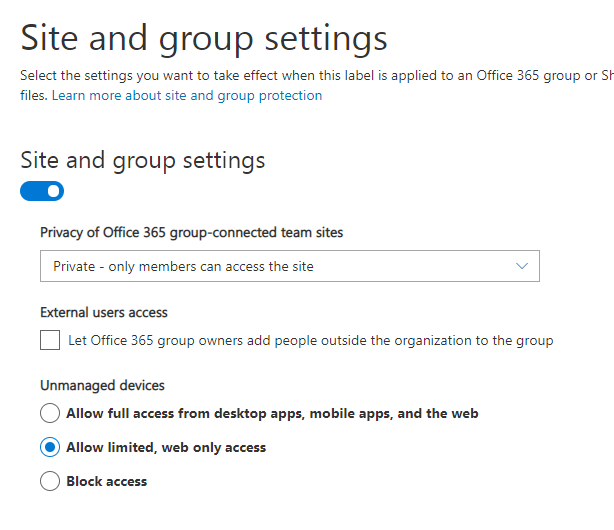 Site and group settings
Select the settings you want to take effect when this label is applied to an Office 365 group or
files. Learn more about site and group protection
Site and group settings
Privacy of Office 365 group-connected team sites
Private - only members can access the site
External users access
Let Office 365 group owners add people outside the organization to the group
Unmanaged devices
Allow full access from desktop apps, mobile apps, and the web
Allow limited, web only access
Block access